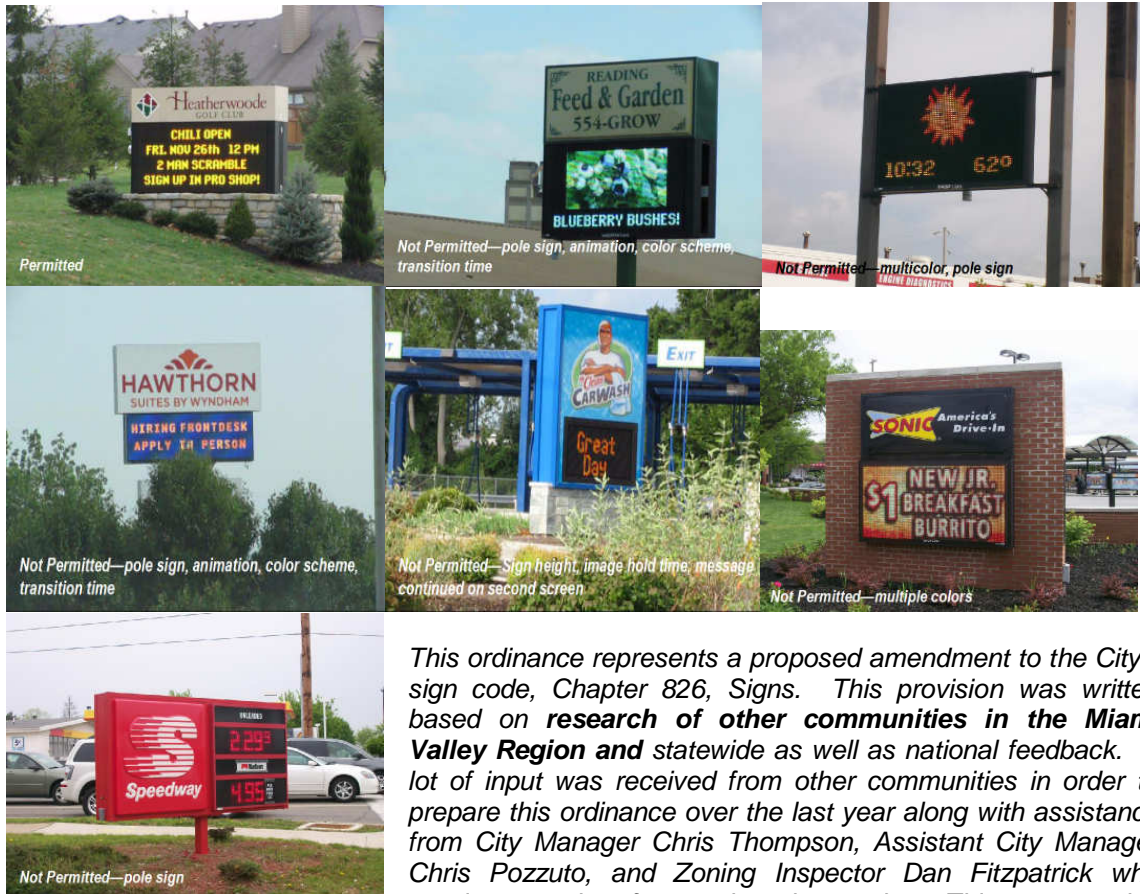 Heatherwoode
GOLF CLUB
CHILI OPEN
FRI. NOV 26th 12 PM
2 MAN SCRAMBLE
SIGN UP IN PRO SHOP!
Permitted
READING
Feed & Garden
554-GROW
BLUEBERRY BUSHES!
Not Permitted—pole sign, animation, color scheme,
transition time
10:32 62º
ENGINE DIAGNOSTICS
Not Permitted—multicolor, pole sign
HAWTHORN
SUITES BY WYNDHAM
HIRING FRONTDESK
APPLY IN PERSON
Not Permitted—pole sign, animation, color scheme,
transition time
EXIT
Mr. Clean
CARWASH
Great
Day
Not Permitted—Sign height, image hold time, message
continued on second screen
SONIC America's
Drive-In
$1 NEW JR.
BREAKFAST
BURRITO
Not Permitted—multiple colors
S
Speedway
UNLEADED
2.29⁹
4.95
Not Permitted—pole sign
This ordinance represents a proposed amendment to the City
sign code, Chapter 826, Signs. This provision was writte
based on research of other communities in the Miam
Valley Region and statewide as well as national feedback.
lot of input was received from other communities in order t
prepare this ordinance over the last year along with assistanc
from City Manager Chris Thompson, Assistant City Manage
Chris Pozzuto, and Zoning Inspector Dan Fitzpatrick wh